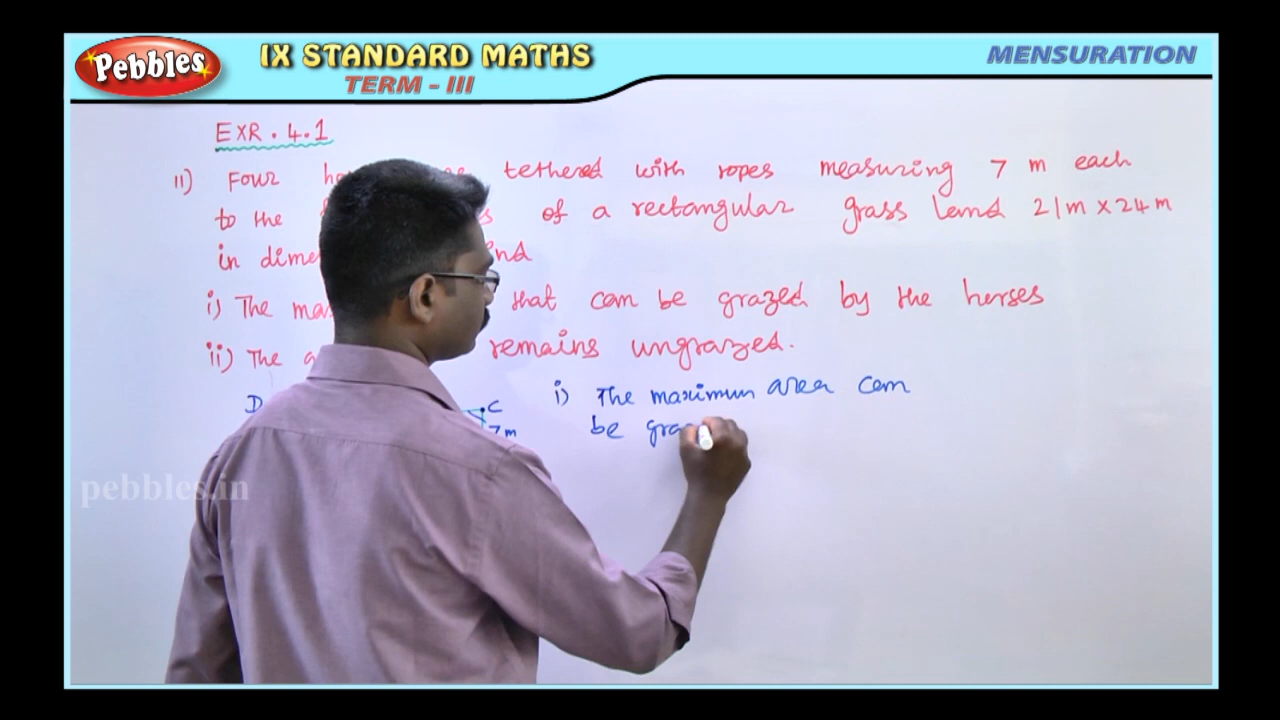 Pebbles
IX STANDARD MATHS
TERM - III
MENSURATION
EXR. 4.1
11) Four tethered with ropes measuring 7 m each
to the of a rectangular grass land 21m x 24 m
in
i) The that can be grazed by the horses
ii) The remains ungrazed.
D
C
7m
i) The maximum area can
be
pebbles.in